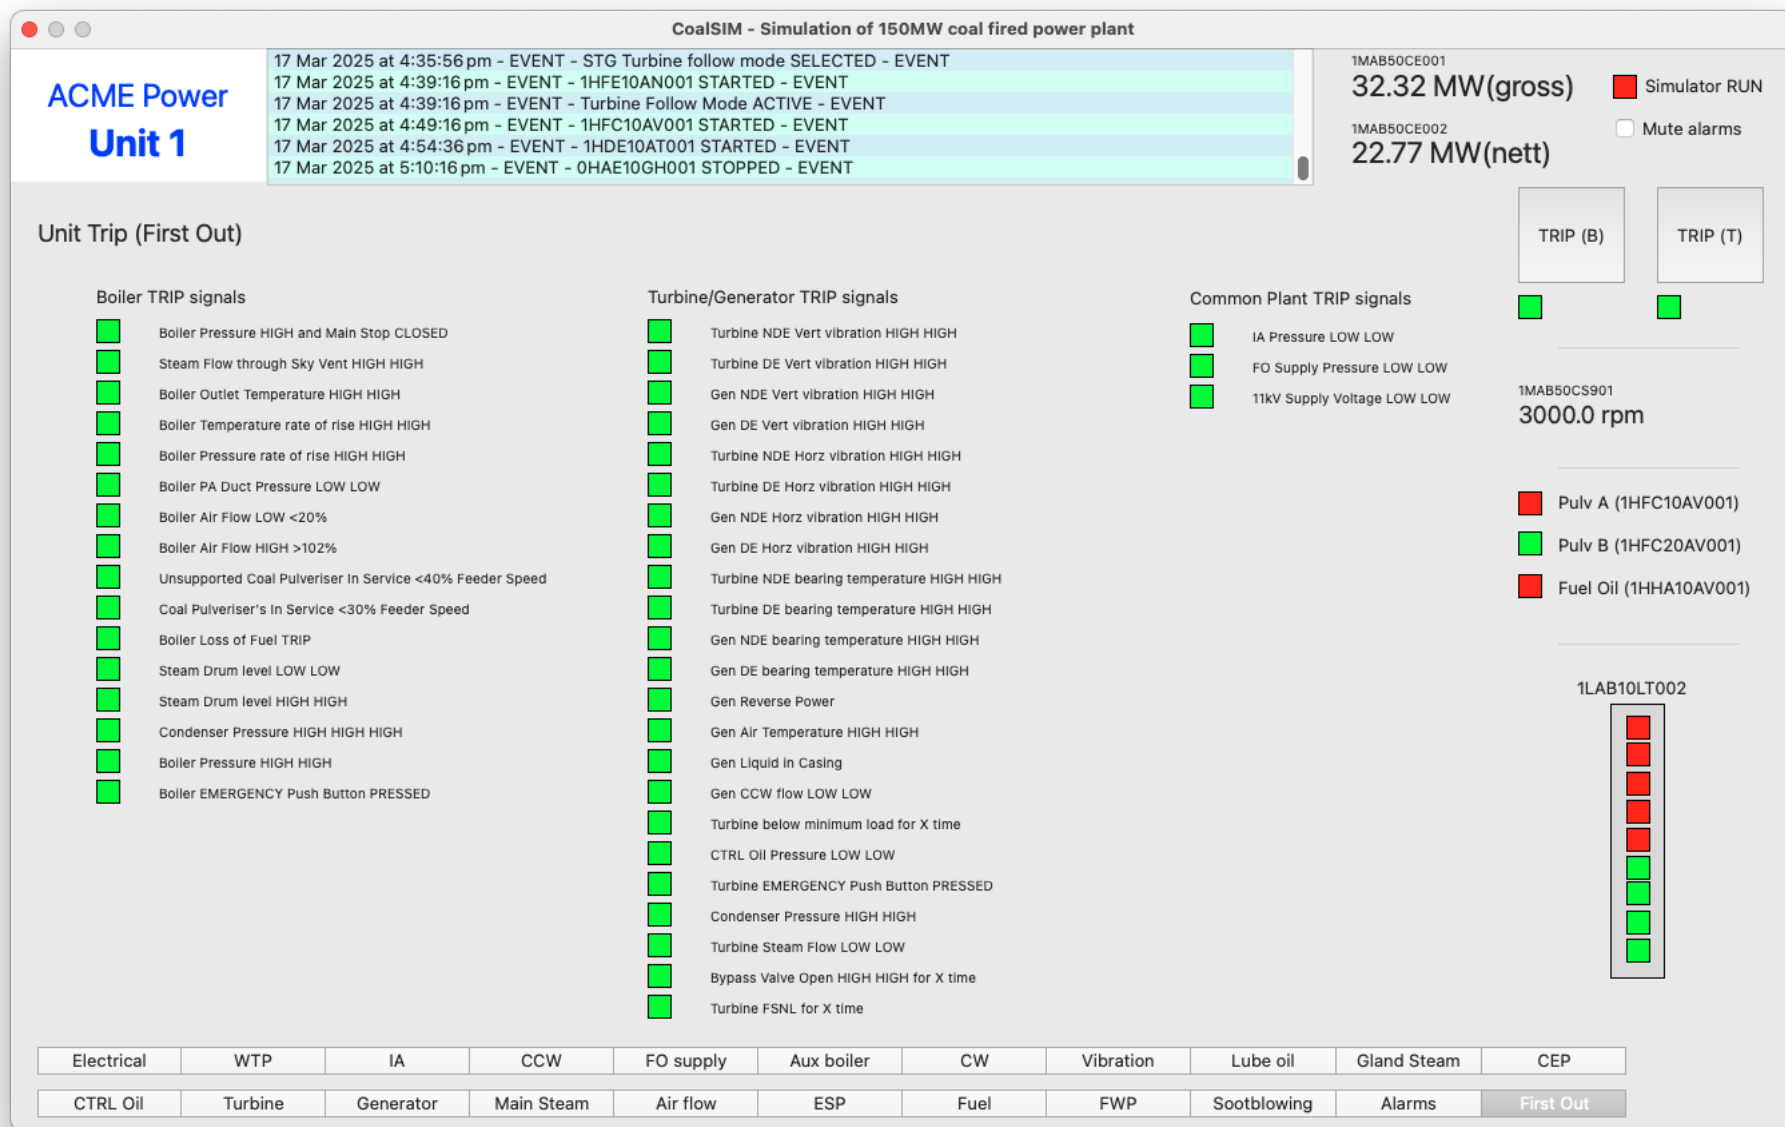 CoalSIM - Simulation of 150MW coal fired power plant
ACME Power
Unit 1
17 Mar 2025 at 4:35:56 pm - EVENT - STG Turbine follow mode SELECTED - EVENT
17 Mar 2025 at 4:39:16 pm - EVENT - 1HFE10AN001 STARTED - EVENT
17 Mar 2025 at 4:39:16 pm - EVENT - Turbine Follow Mode ACTIVE - EVENT
17 Mar 2025 at 4:49:16 pm - EVENT - 1HFC10AV001 STARTED - EVENT
17 Mar 2025 at 4:54:36 pm - EVENT - 1HDE10AT001 STARTED - EVENT
17 Mar 2025 at 5:10:16 pm - EVENT - 0HAE10GH001 STOPPED - EVENT
1MAB50CE001
32.32 MW(gross)
1MAB50CE002
22.77 MW(nett)
Simulator RUN
Mute alarms
TRIP (B)
TRIP (T)
Unit Trip (First Out)
Boiler TRIP signals
Boiler Pressure HIGH and Main Stop CLOSED
Steam Flow through Sky Vent HIGH HIGH
Boiler Outlet Temperature HIGH HIGH
Boiler Temperature rate of rise HIGH HIGH
Boiler Pressure rate of rise HIGH HIGH
Boiler PA Duct Pressure LOW LOW
Boiler Air Flow LOW <20%
Boiler Air Flow HIGH >102%
Unsupported Coal Pulveriser In Service <40% Feeder Speed
Coal Pulveriser's In Service <30% Feeder Speed
Boiler Loss of Fuel TRIP
Steam Drum level LOW LOW
Steam Drum level HIGH HIGH
Condenser Pressure HIGH HIGH HIGH
Boiler Pressure HIGH HIGH
Boiler EMERGENCY Push Button PRESSED
Turbine/Generator TRIP signals
Turbine NDE Vert vibration HIGH HIGH
Turbine DE Vert vibration HIGH HIGH
Gen NDE Vert vibration HIGH HIGH
Gen DE Vert vibration HIGH HIGH
Turbine NDE Horz vibration HIGH HIGH
Turbine DE Horz vibration HIGH HIGH
Gen NDE Horz vibration HIGH HIGH
Gen DE Horz vibration HIGH HIGH
Turbine NDE bearing temperature HIGH HIGH
Turbine DE bearing temperature HIGH HIGH
Gen NDE bearing temperature HIGH HIGH
Gen DE bearing temperature HIGH HIGH
Gen Reverse Power
Gen Air Temperature HIGH HIGH
Gen Liquid in Casing
Gen CCW flow LOW LOW
Turbine below minimum load for X time
CTRL Oil Pressure LOW LOW
Turbine EMERGENCY Push Button PRESSED
Condenser Pressure HIGH HIGH
Turbine Steam Flow LOW LOW
Bypass Valve Open HIGH HIGH for X time
Turbine FSNL for X time
Common Plant TRIP signals
IA Pressure LOW LOW
FO Supply Pressure LOW LOW
11kV Supply Voltage LOW LOW
1MAB50CS901
3000.0 rpm
Pulv A (1HFC10AV001)
Pulv B (1HFC20AV001)
Fuel Oil (1HHA10AV001)
1LAB10LT002
Electrical WTP IA CCW FO supply Aux boiler CW Vibration Lube oil Gland Steam CEP
CTRL Oil Turbine Generator Main Steam Air flow ESP Fuel FWP Sootblowing Alarms First Out